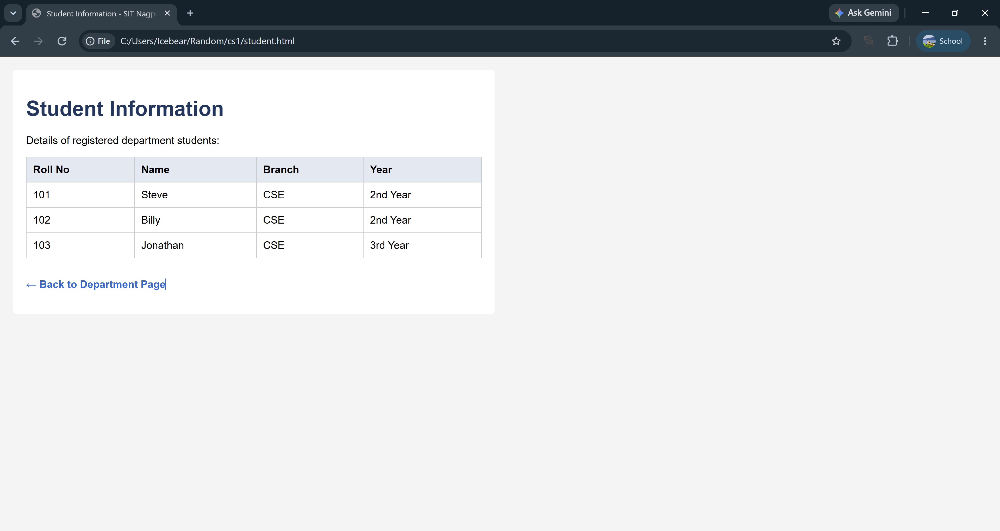 Student Information - SIT Nagpu
Ask Gemini
File C:/Users/Icebear/Random/cs1/student.html
School
Student Information
Details of registered department students:
Roll No Name Branch Year
101 Steve CSE 2nd Year
102 Billy CSE 2nd Year
103 Jonathan CSE 3rd Year
← Back to Department Page